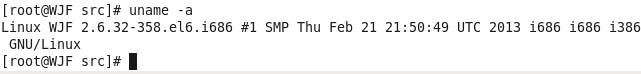 [root@WJF src]# uname -a
Linux WJF 2.6.32-358.el6.i686 #1 SMP Thu Feb 21 21:50:49 UTC 2013 i686 i686 i386
 GNU/Linux
[root@WJF src]#